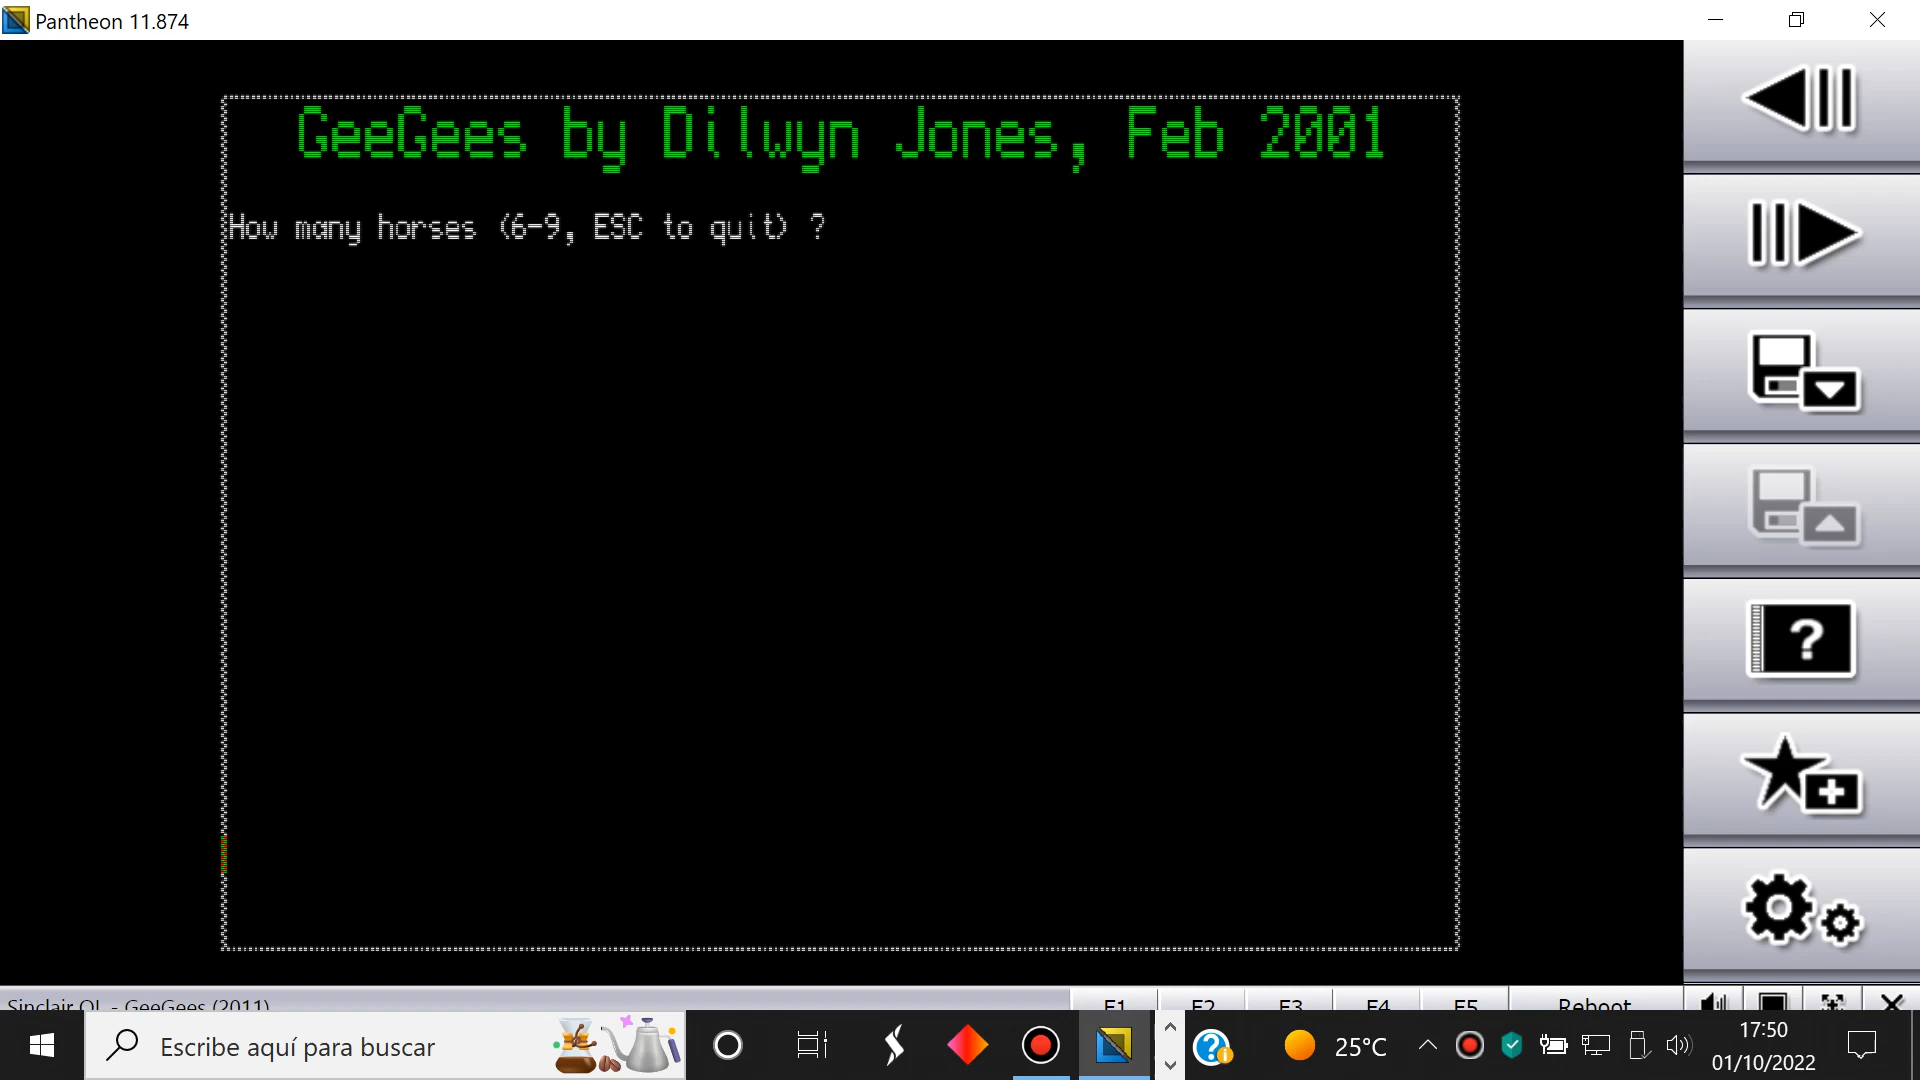 Pantheon 11.874
GeeGees by Dilwyn Jones, Feb 2001
How many horses (6-9, ESC to quit) ?
Sinclair QL - GeeGees (2011)
F1 F2 F3 F4 F5 Reboot
Escribe aquí para buscar
25°C
17:50
01/10/2022